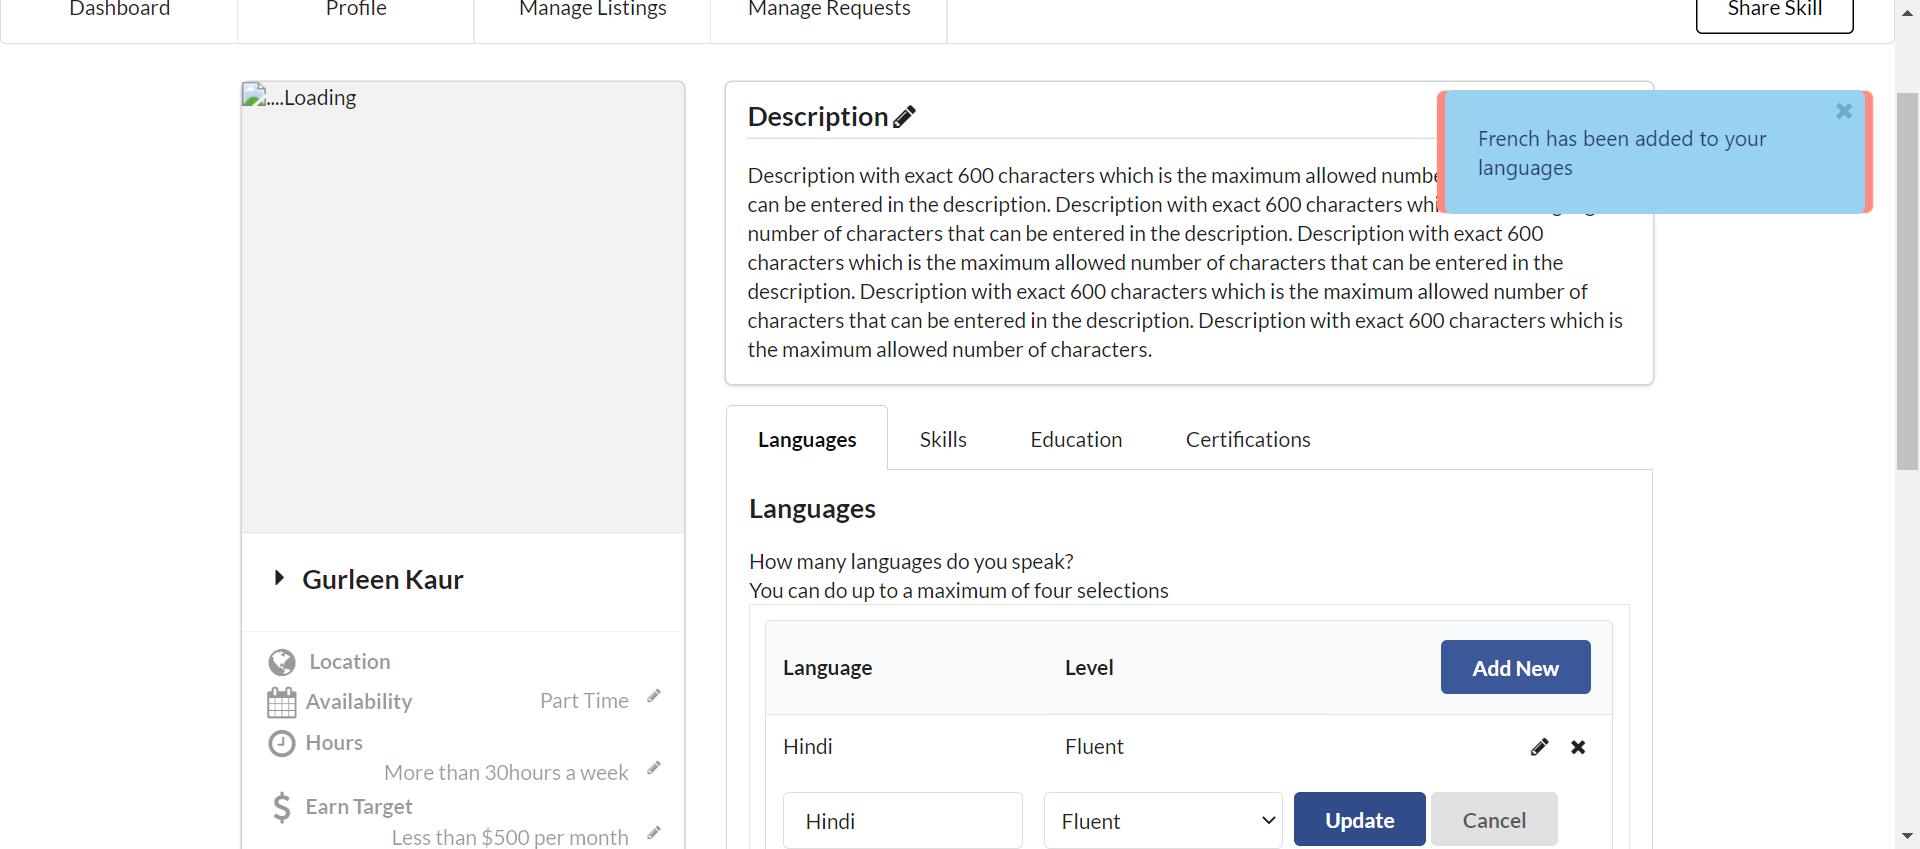 Dashboard
Profile
Manage Listings
Manage Requests
Share Skill
....Loading
Gurleen Kaur
Location
Availability
Part Time
Hours
More than 30hours a week
Earn Target
Less than $500 per month
Description
Description with exact 600 characters which is the maximum allowed
can be entered in the description. Description with exact 600 characters
number of characters that can be entered in the description. Description with exact 600
characters which is the maximum allowed number of characters that can be entered in the
description. Description with exact 600 characters which is the maximum allowed number of
characters that can be entered in the description. Description with exact 600 characters which is
the maximum allowed number of characters.
French has been added to your
languages
Languages
Skills
Education
Certifications
Languages
How many languages do you speak?
You can do up to a maximum of four selections
Language
Level
Add New
Hindi
Fluent
Hindi
Fluent
Update
Cancel